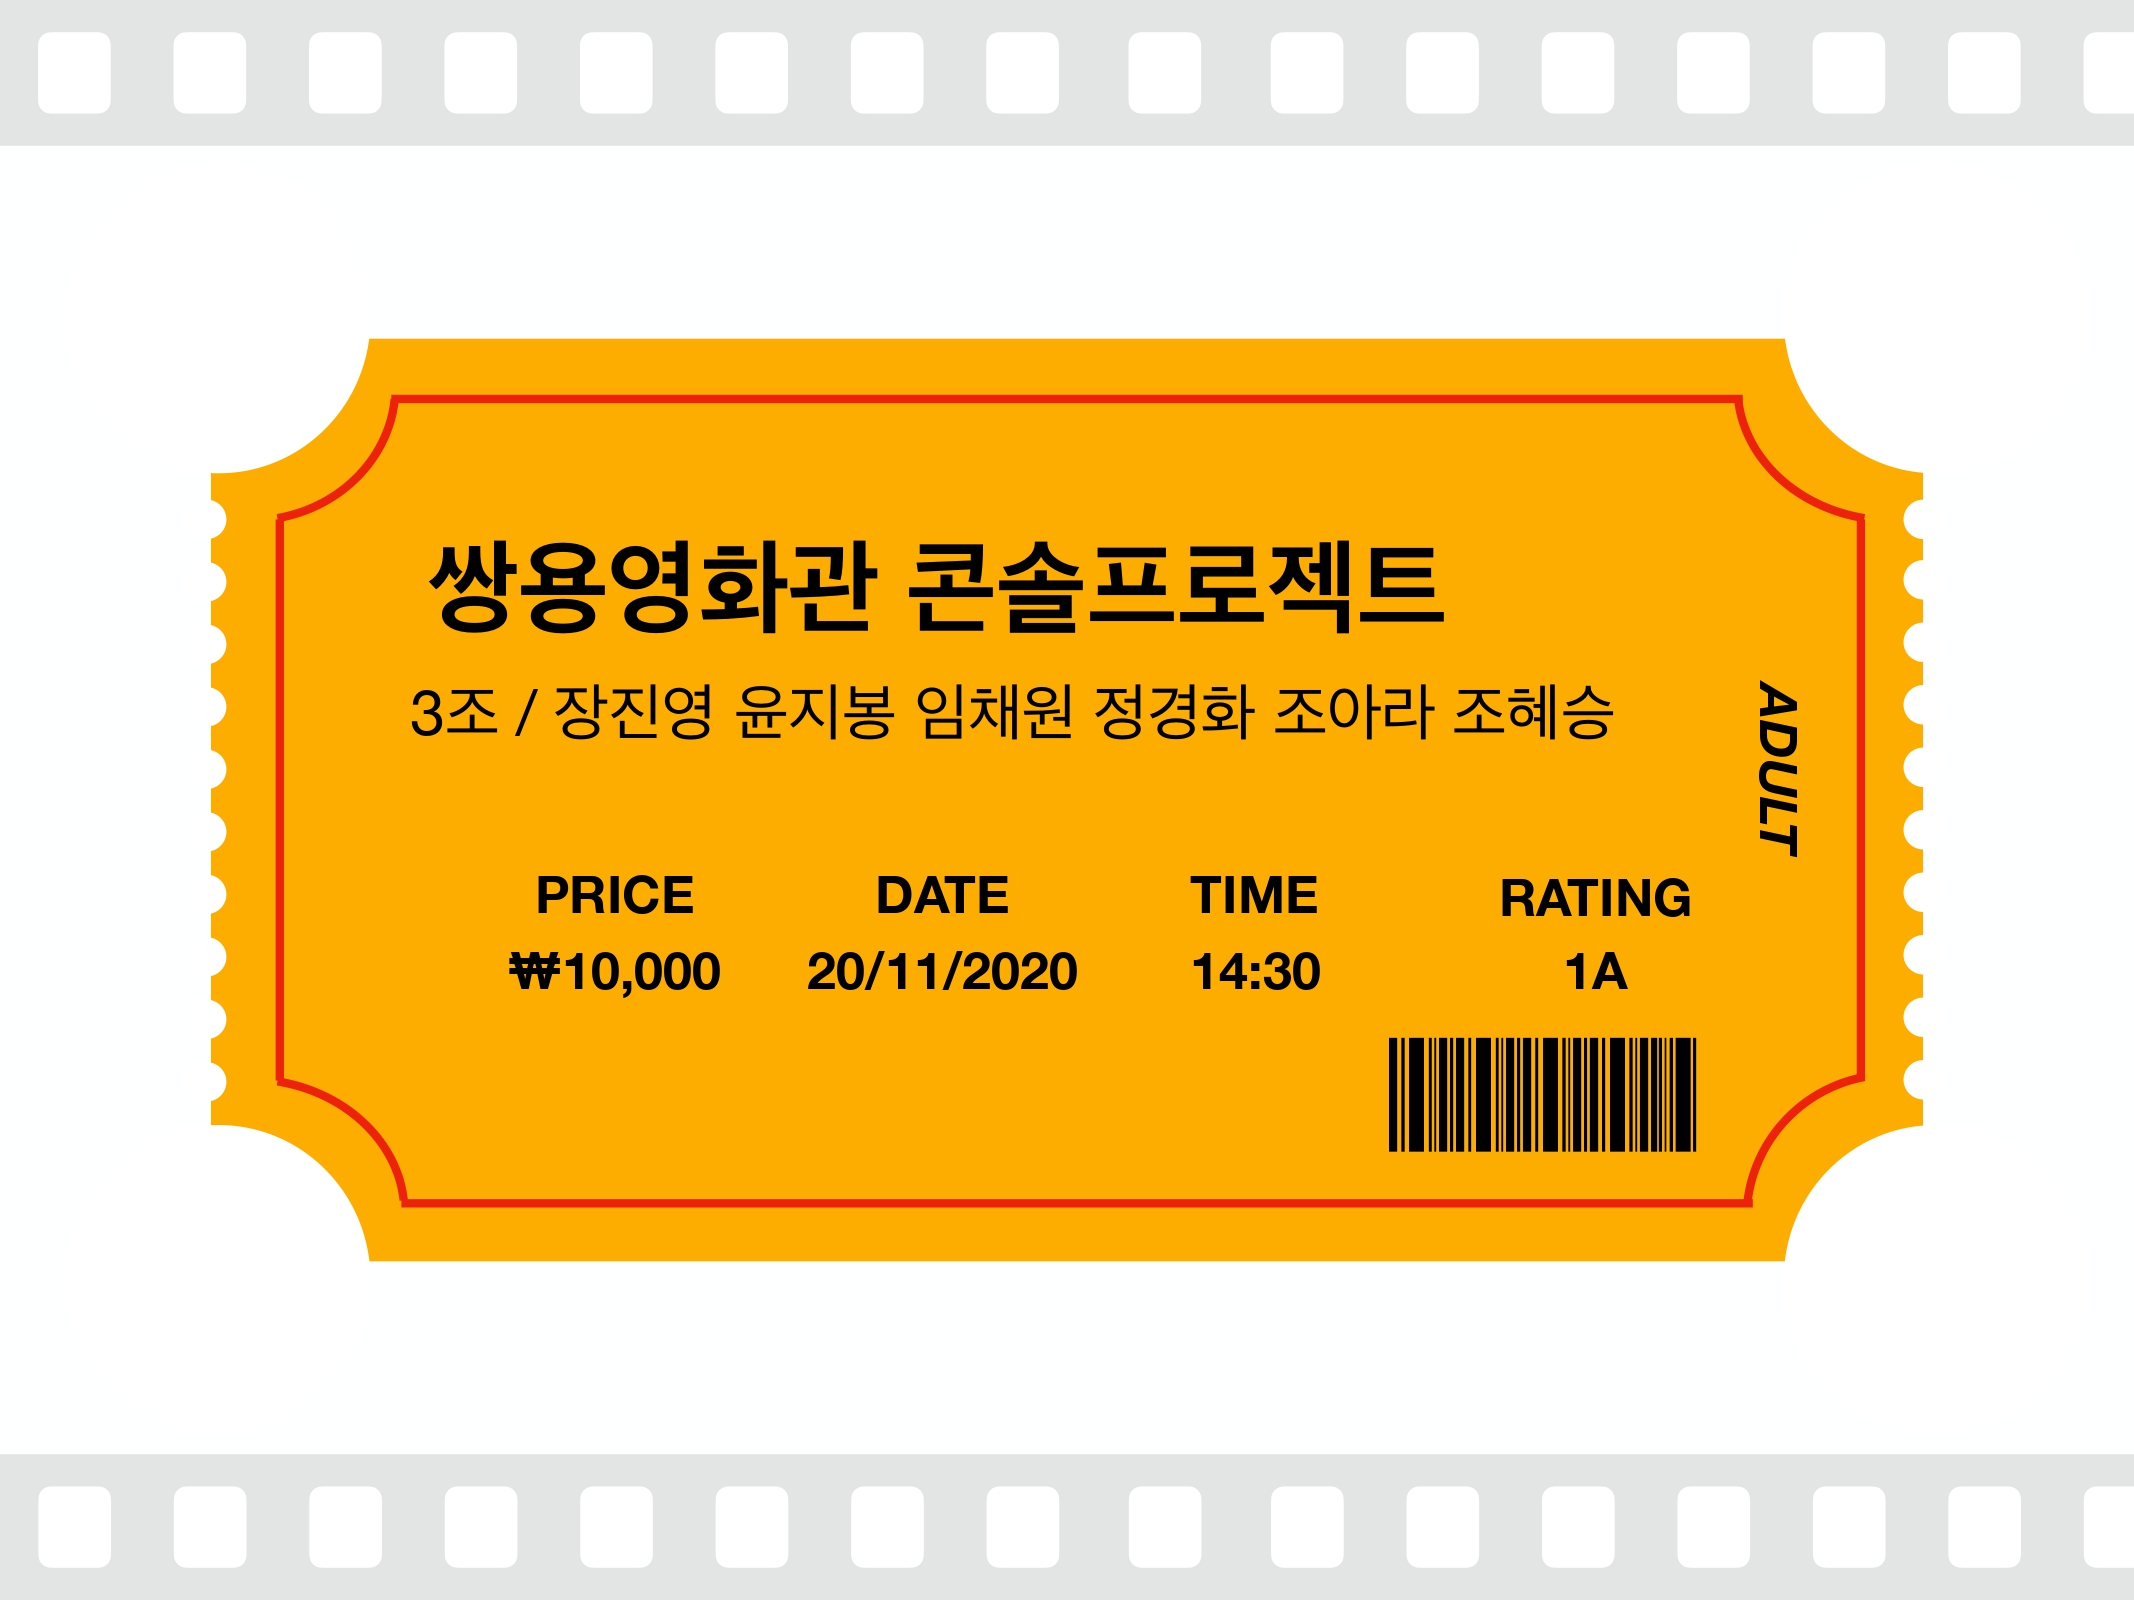 쌍용영화관 콘솔프로젝트
3조 / 장진영 윤지봉 임채원 정경화 조아라 조혜승
ADULT
PRICE DATE TIME RATING
₩10,000 20/11/2020 14:30 1A